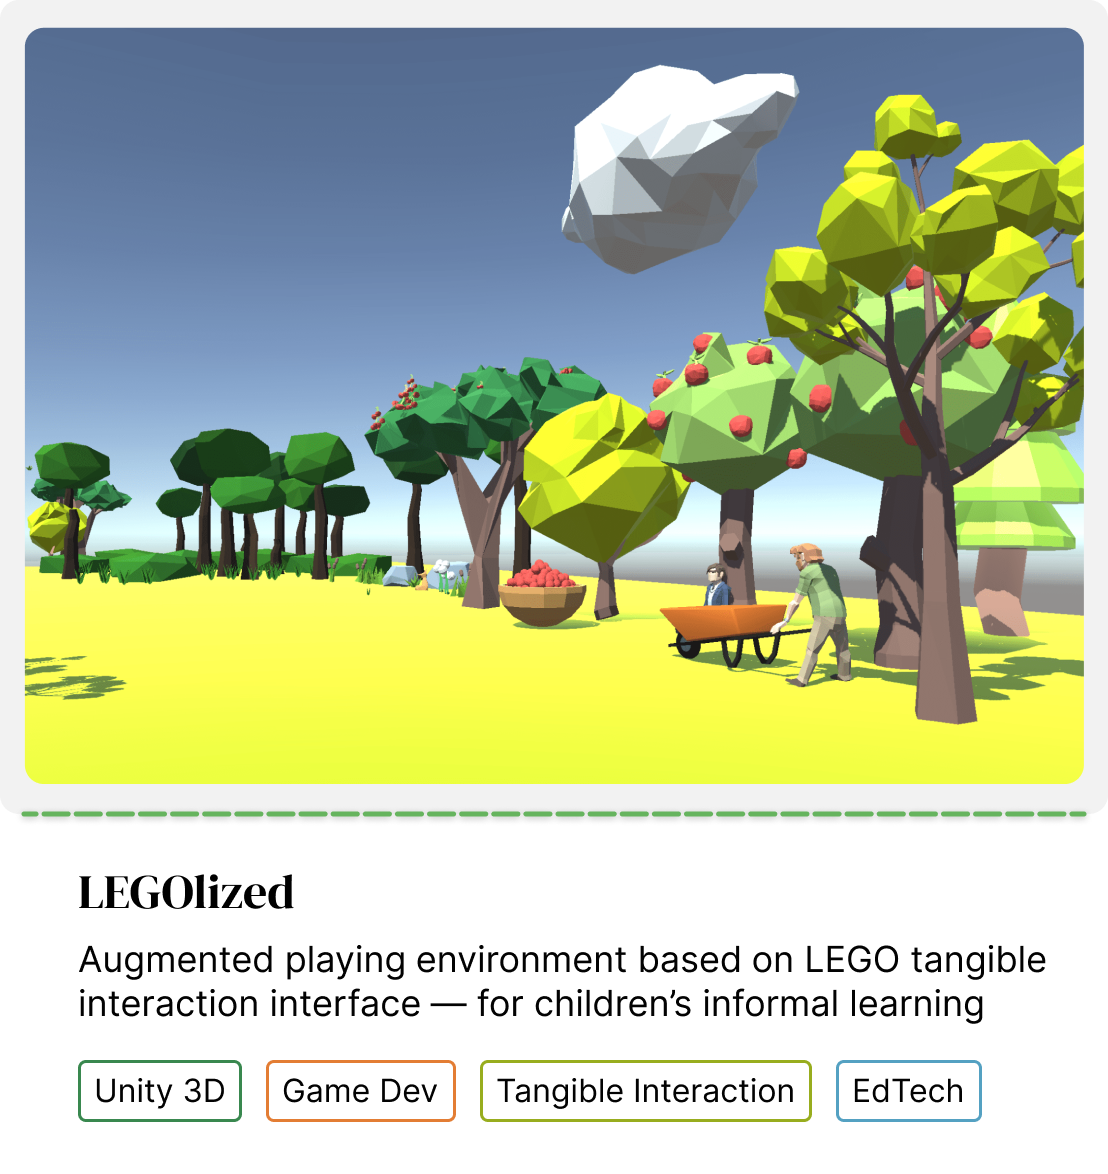 LEGOlized
Augmented playing environment based on LEGO tangible
interaction interface — for children’s informal learning
Unity 3D
Game Dev
Tangible Interaction
EdTech